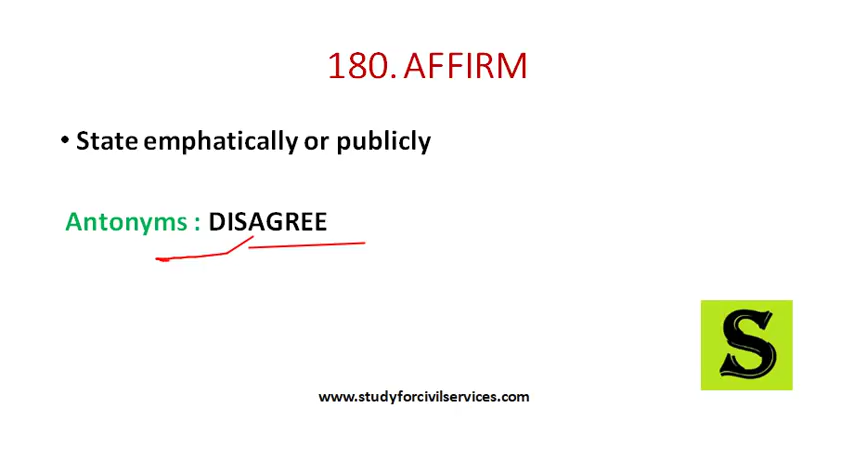 180. AFFIRM
• State emphatically or publicly
Antonyms : DISAGREE
S
www.studyforcivilservices.com